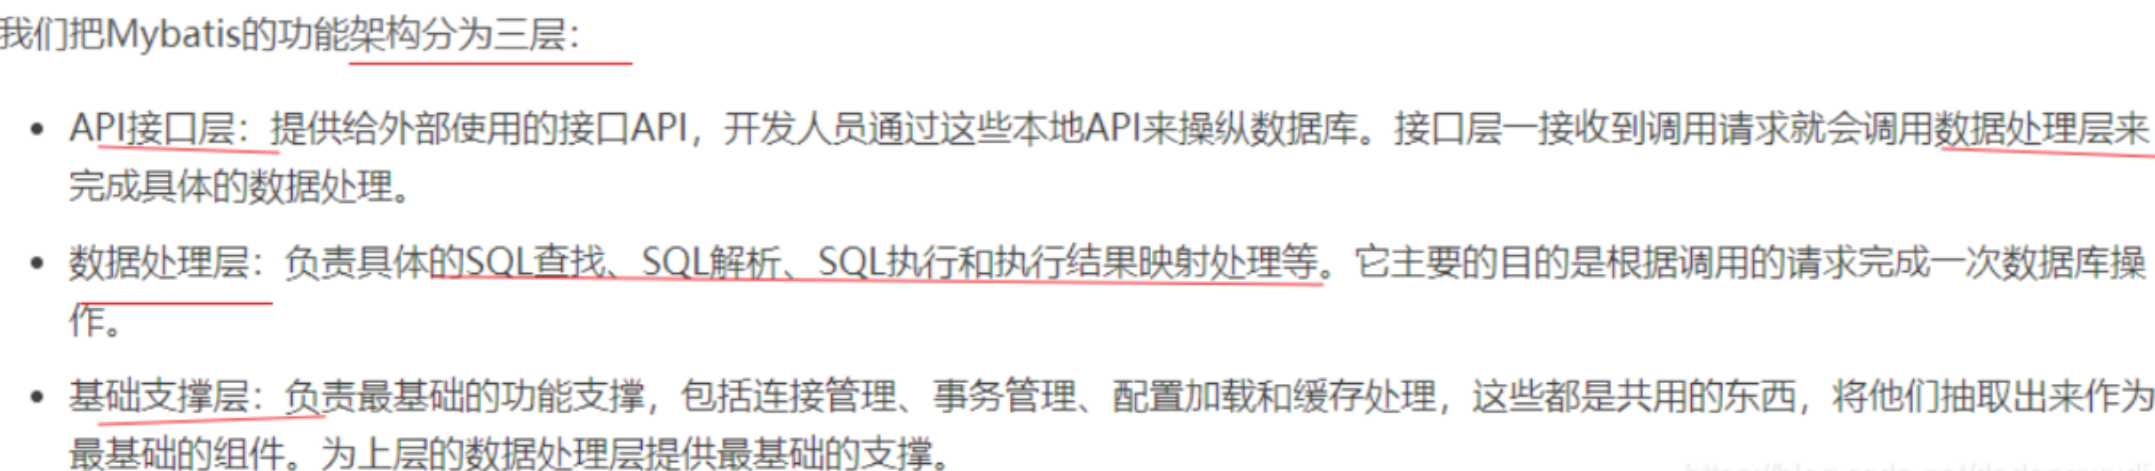 我们把Mybatis的功能架构分为三层：
API接口层：提供给外部使用的接口API，开发人员通过这些本地API来操纵数据库。接口层一接收到调用请求就会调用数据处理层来
完成具体的数据处理。
数据处理层：负责具体的SQL查找、SQL解析、SQL执行和执行结果映射处理等。它主要的目的是根据调用的请求完成一次数据库操
作。
基础支撑层：负责最基础的功能支撑，包括连接管理、事务管理、配置加载和缓存处理，这些都是共用的东西，将他们抽取出来作为
最基础的组件。为上层的数据处理层提供最基础的支撑。